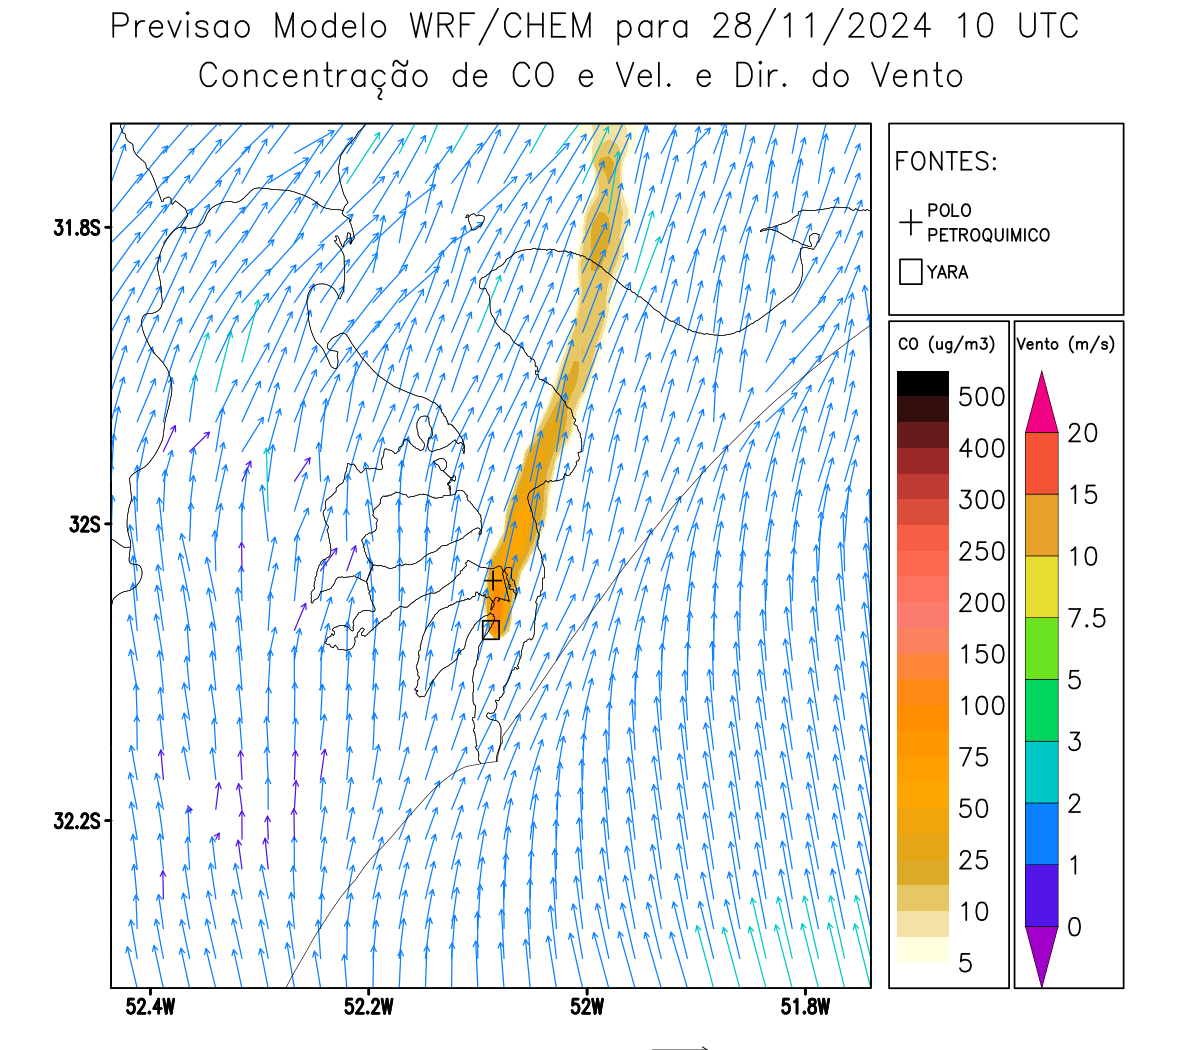 Previsao Modelo WRF/CHEM para 28/11/2024 10 UTC
Concentração de CO e Vel. e Dir. do Vento
FONTES:
POLO
PETROQUIMICO
YARA
CO (ug/m3)
500
400
300
250
200
150
100
75
50
25
10
5
Vento (m/s)
20
15
10
7.5
5
3
2
1
0
31.8S
32S
32.2S
52.4W
52.2W
52W
51.8W